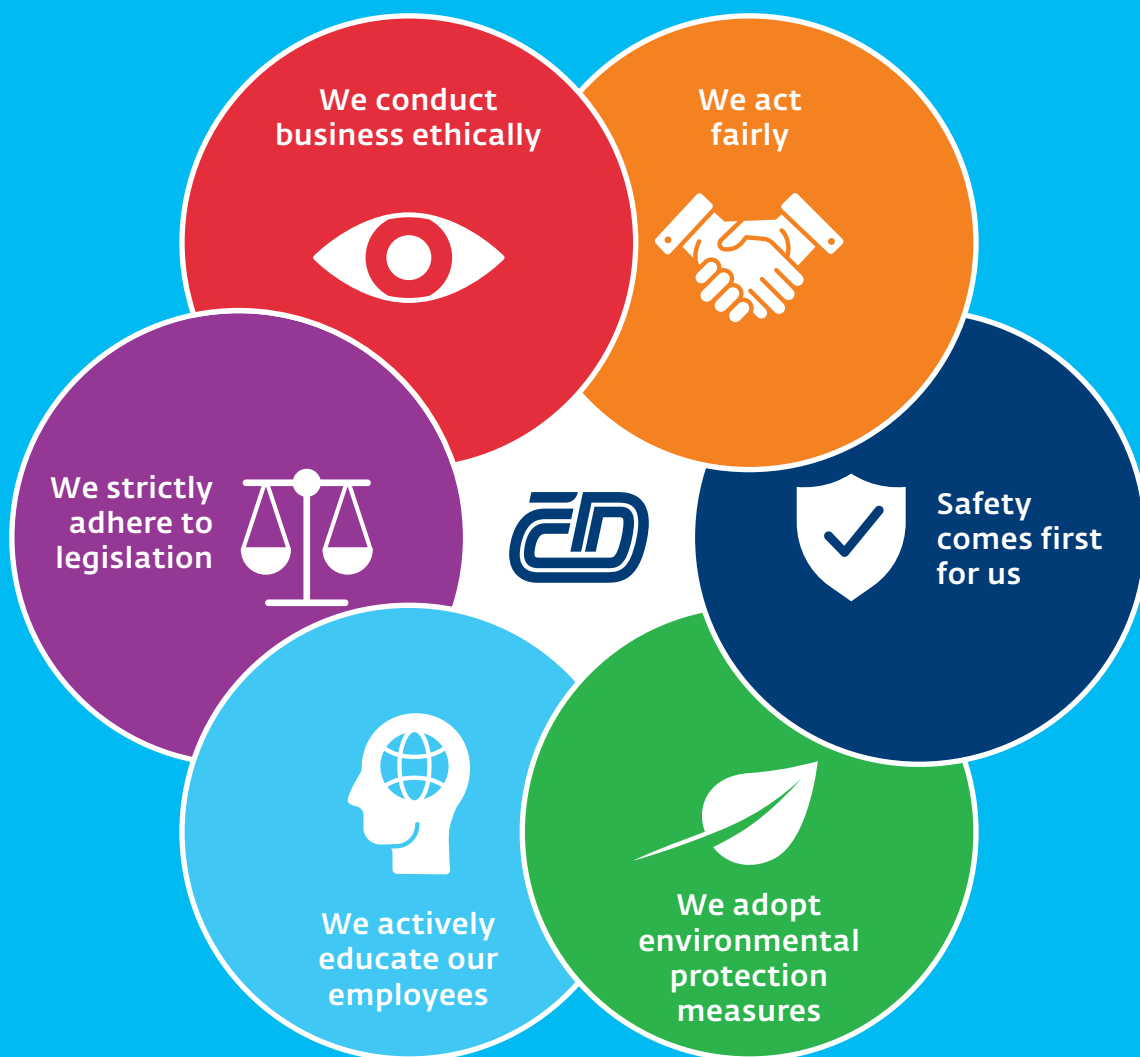 We conduct
business ethically
We act
fairly
We strictly
adhere to
legislation
ČD
Safety
comes first
for us
We actively
educate our
employees
We adopt
environmental
protection
measures